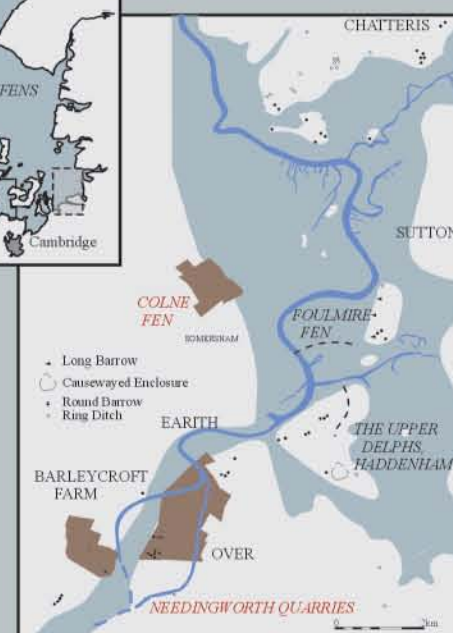 FENS
Cambridge
CHATTERIS
SUTTON
COLNE
FEN
SOMERSHAM
FOULMIRE
FEN
Long Barrow
Causewayed Enclosure
Round Barrow
Ring Ditch
EARITH
THE UPPER
DELPHS,
HADDENHAM
BARLEYCROFT
FARM
OVER
NEEDINGWORTH QUARRIES
0
2km